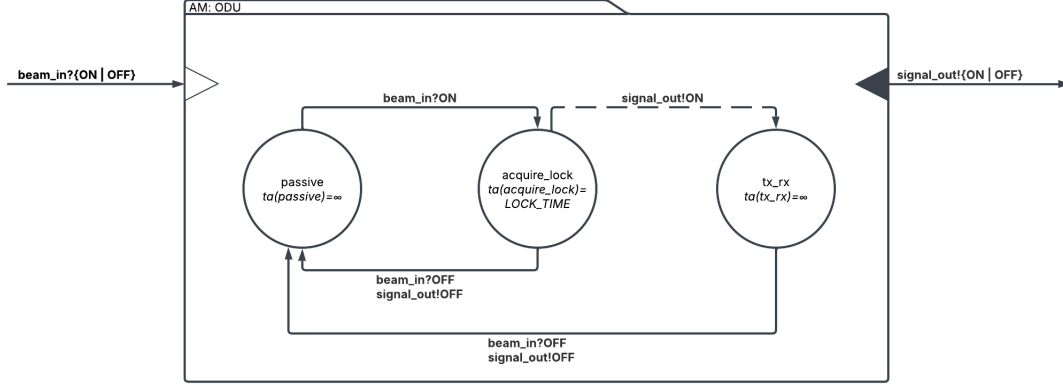 AM: ODU
beam_in?{ON | OFF}
signal_out!{ON | OFF}
beam_in?ON
signal_out!ON
passive
ta(passive)=∞
acquire_lock
ta(acquire_lock)=
LOCK_TIME
tx_rx
ta(tx_rx)=∞
beam_in?OFF
signal_out!OFF
beam_in?OFF
signal_out!OFF